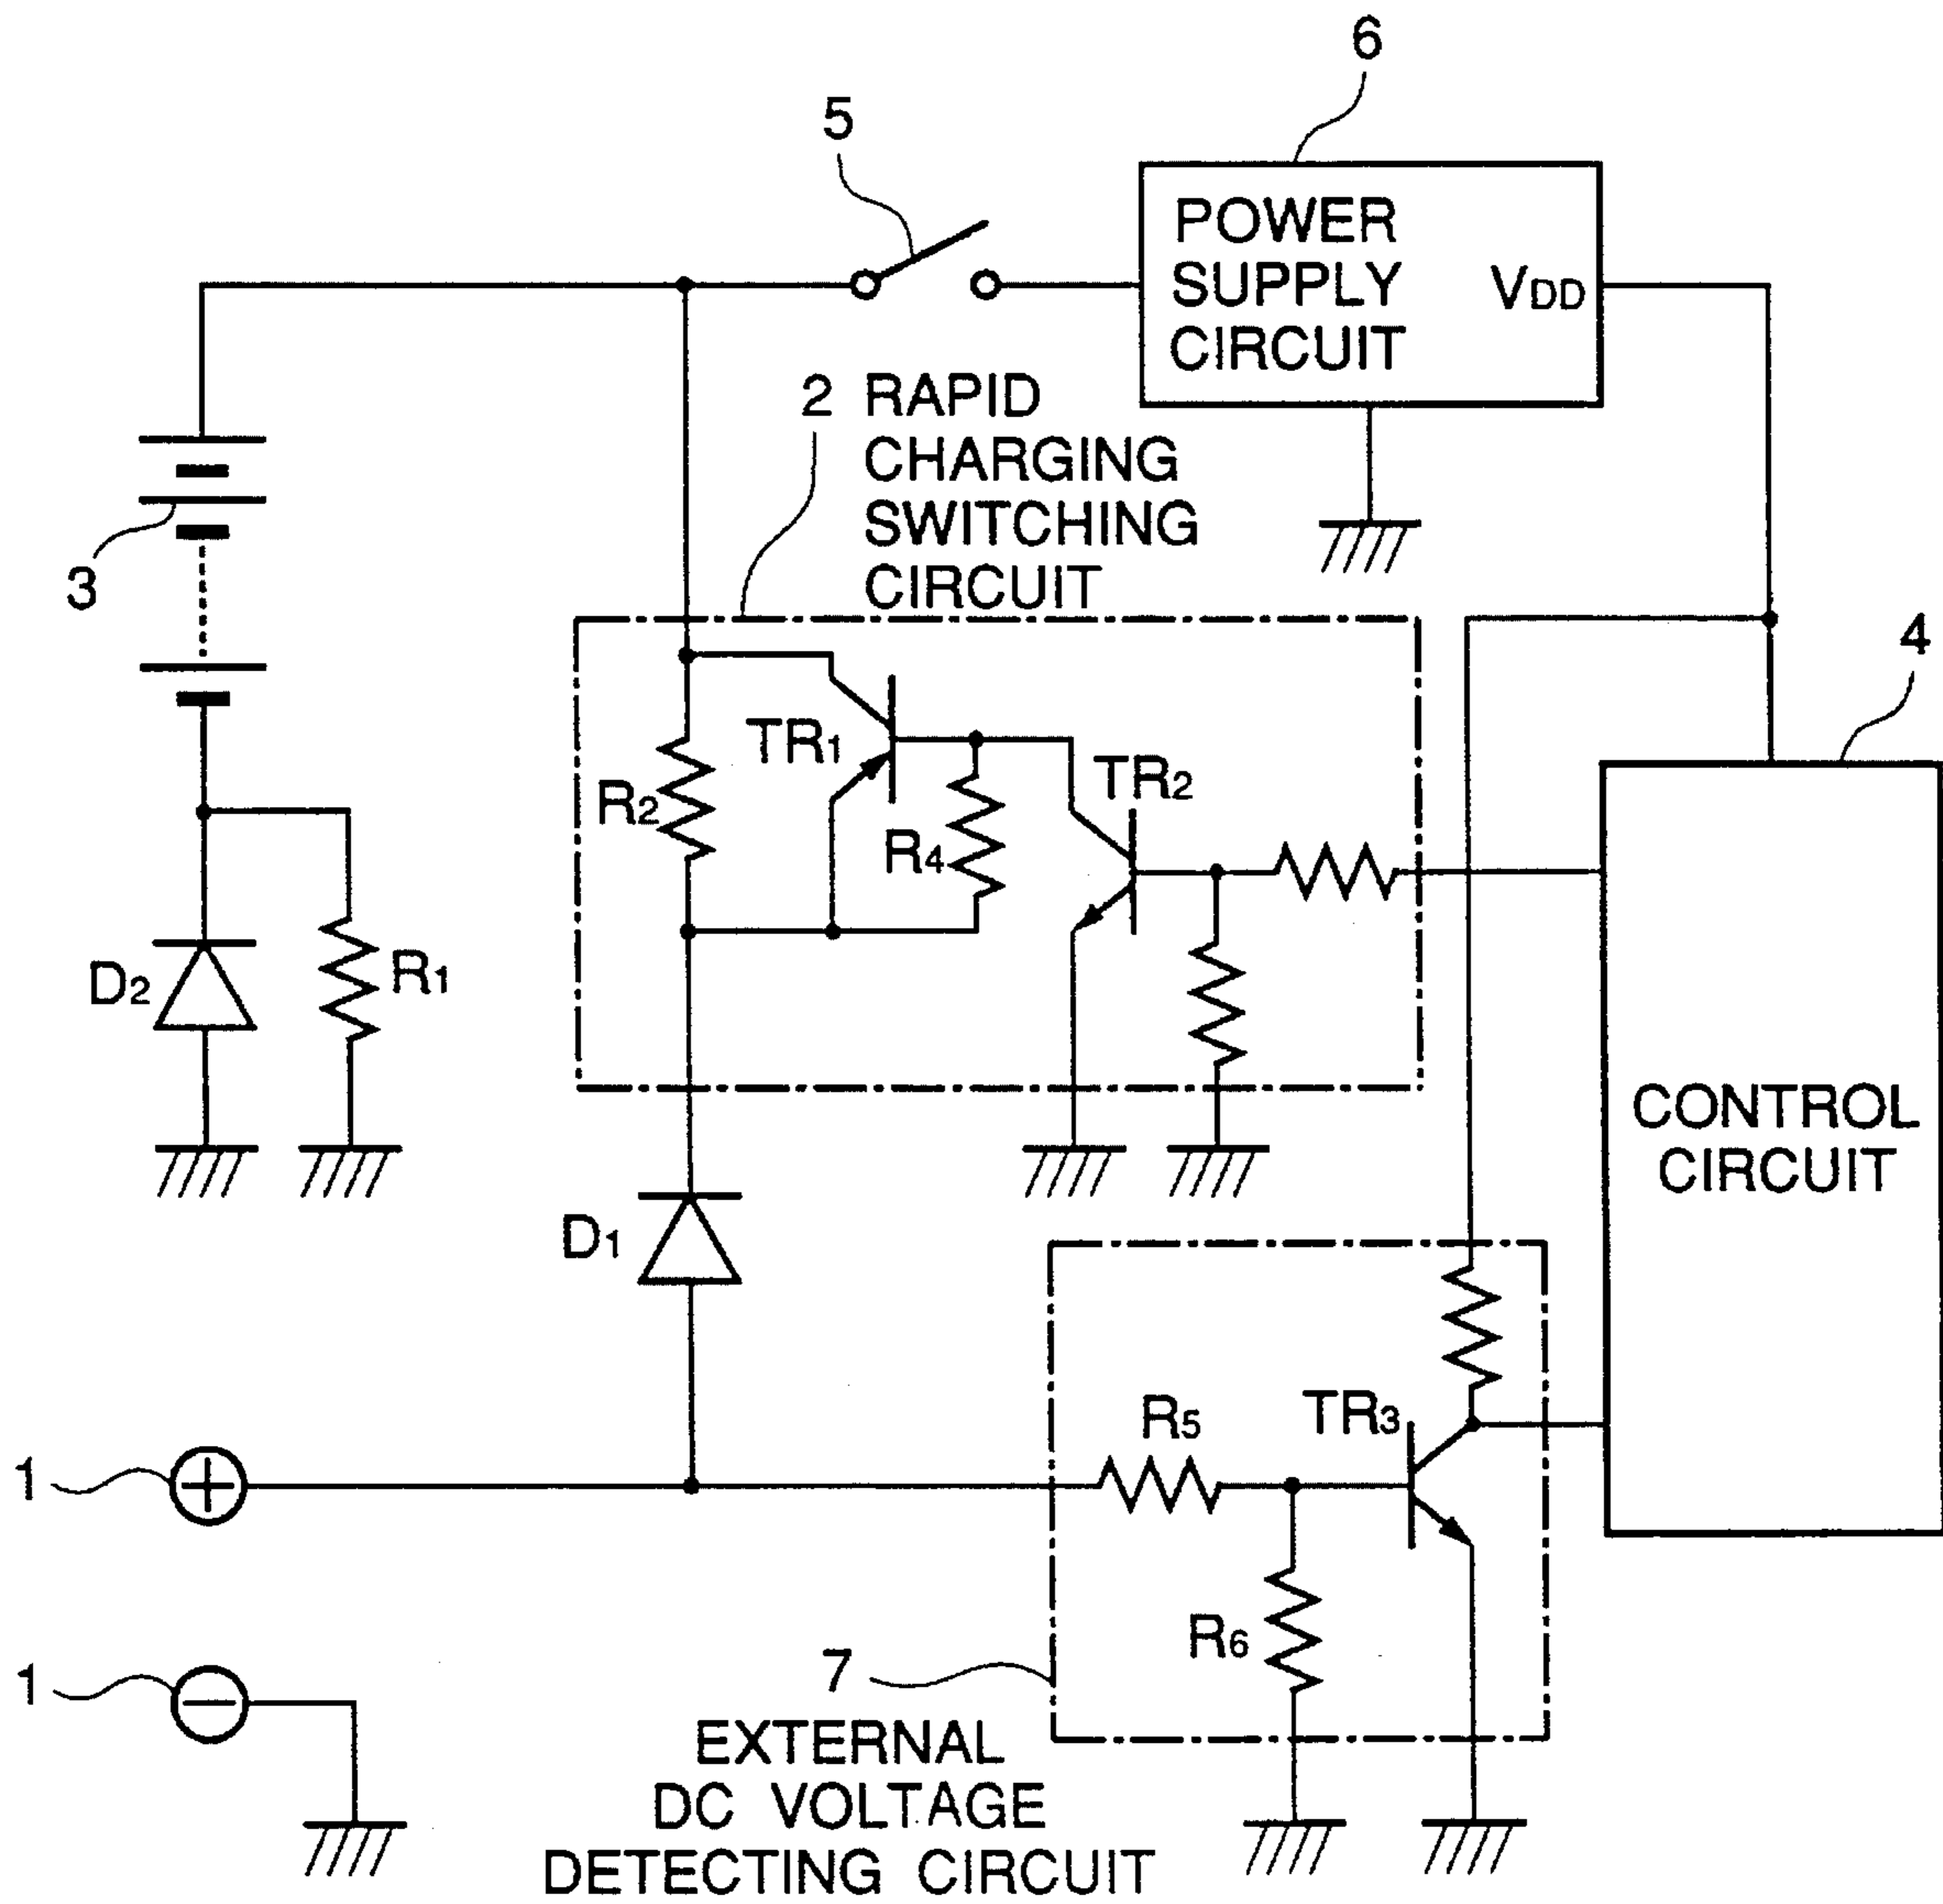 6
5
POWER
SUPPLY
CIRCUIT
VDD
2 RAPID
CHARGING
SWITCHING
CIRCUIT
3
4
TR1
TR2
R2
R4
D2
R1
CONTROL
CIRCUIT
D1
R5
TR3
1
R6
1
7
EXTERNAL
DC VOLTAGE
DETECTING CIRCUIT